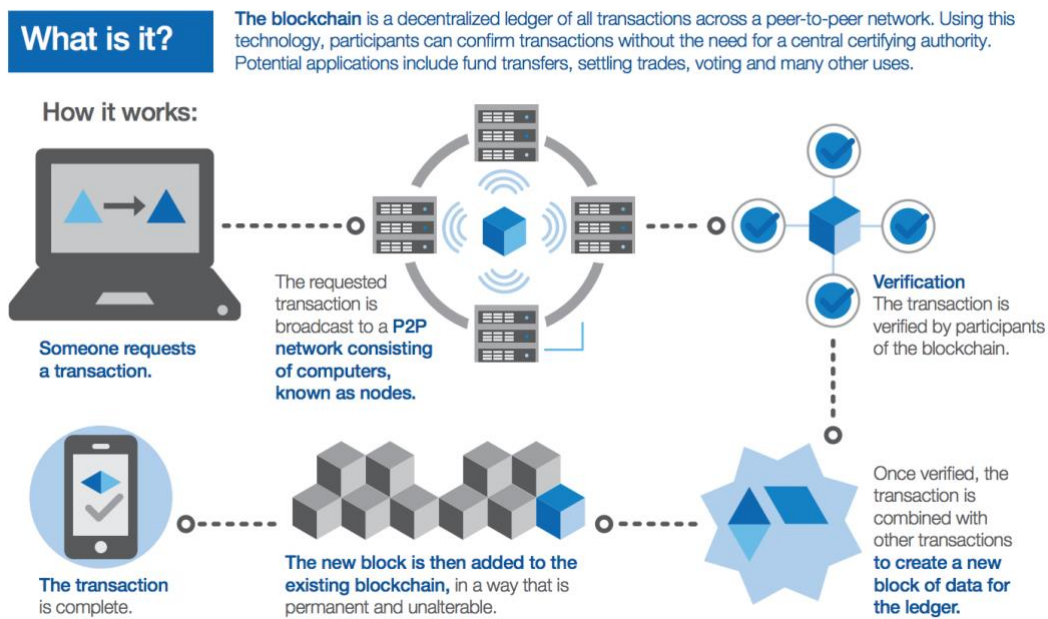 What is it?
The blockchain is a decentralized ledger of all transactions across a peer-to-peer network. Using this
technology, participants can confirm transactions without the need for a central certifying authority.
Potential applications include fund transfers, settling trades, voting and many other uses.
How it works:
Someone requests
a transaction.
The requested
transaction is
broadcast to a P2P
network consisting
of computers,
known as nodes.
Verification
The transaction is
verified by participants
of the blockchain.
Once verified, the
transaction is
combined with
other transactions
to create a new
block of data for
the ledger.
The new block is then added to the
existing blockchain, in a way that is
permanent and unalterable.
The transaction
is complete.